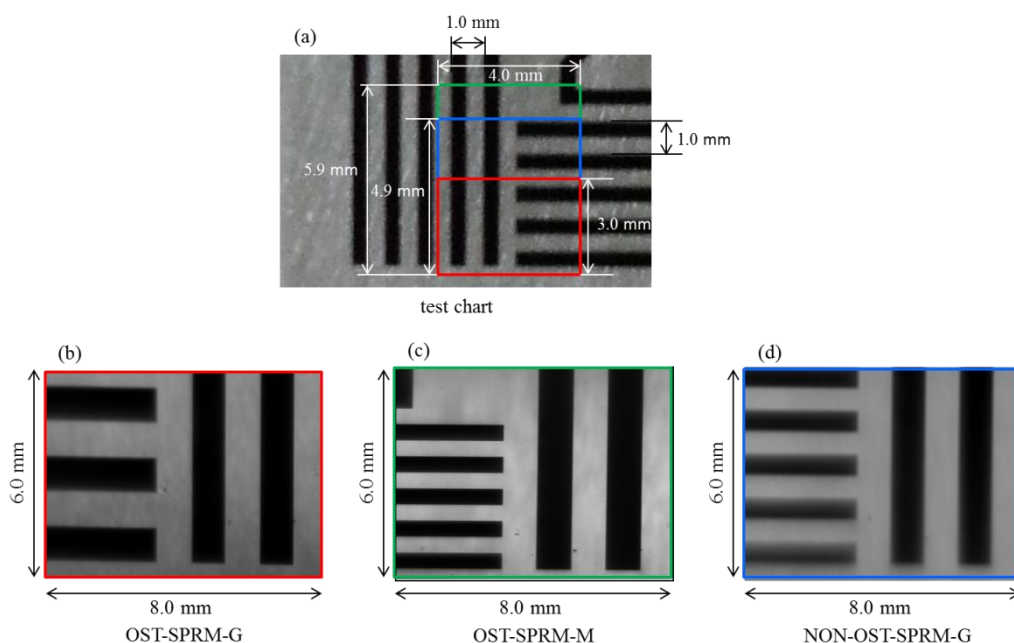 1.0 mm
(a)
4.0 mm
1.0 mm
5.9 mm
4.9 mm
3.0 mm
test chart
(b)
(c)
(d)
6.0 mm
6.0 mm
6.0 mm
8.0 mm
8.0 mm
8.0 mm
OST-SPRM-G
OST-SPRM-M
NON-OST-SPRM-G